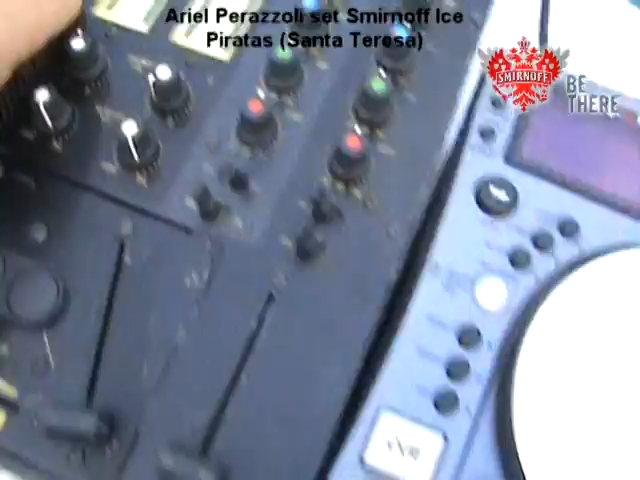 Ariel Perazzoli set Smirnoff Ice
Piratas (Santa Teresa)
SMIRNOFF
BE
THERE